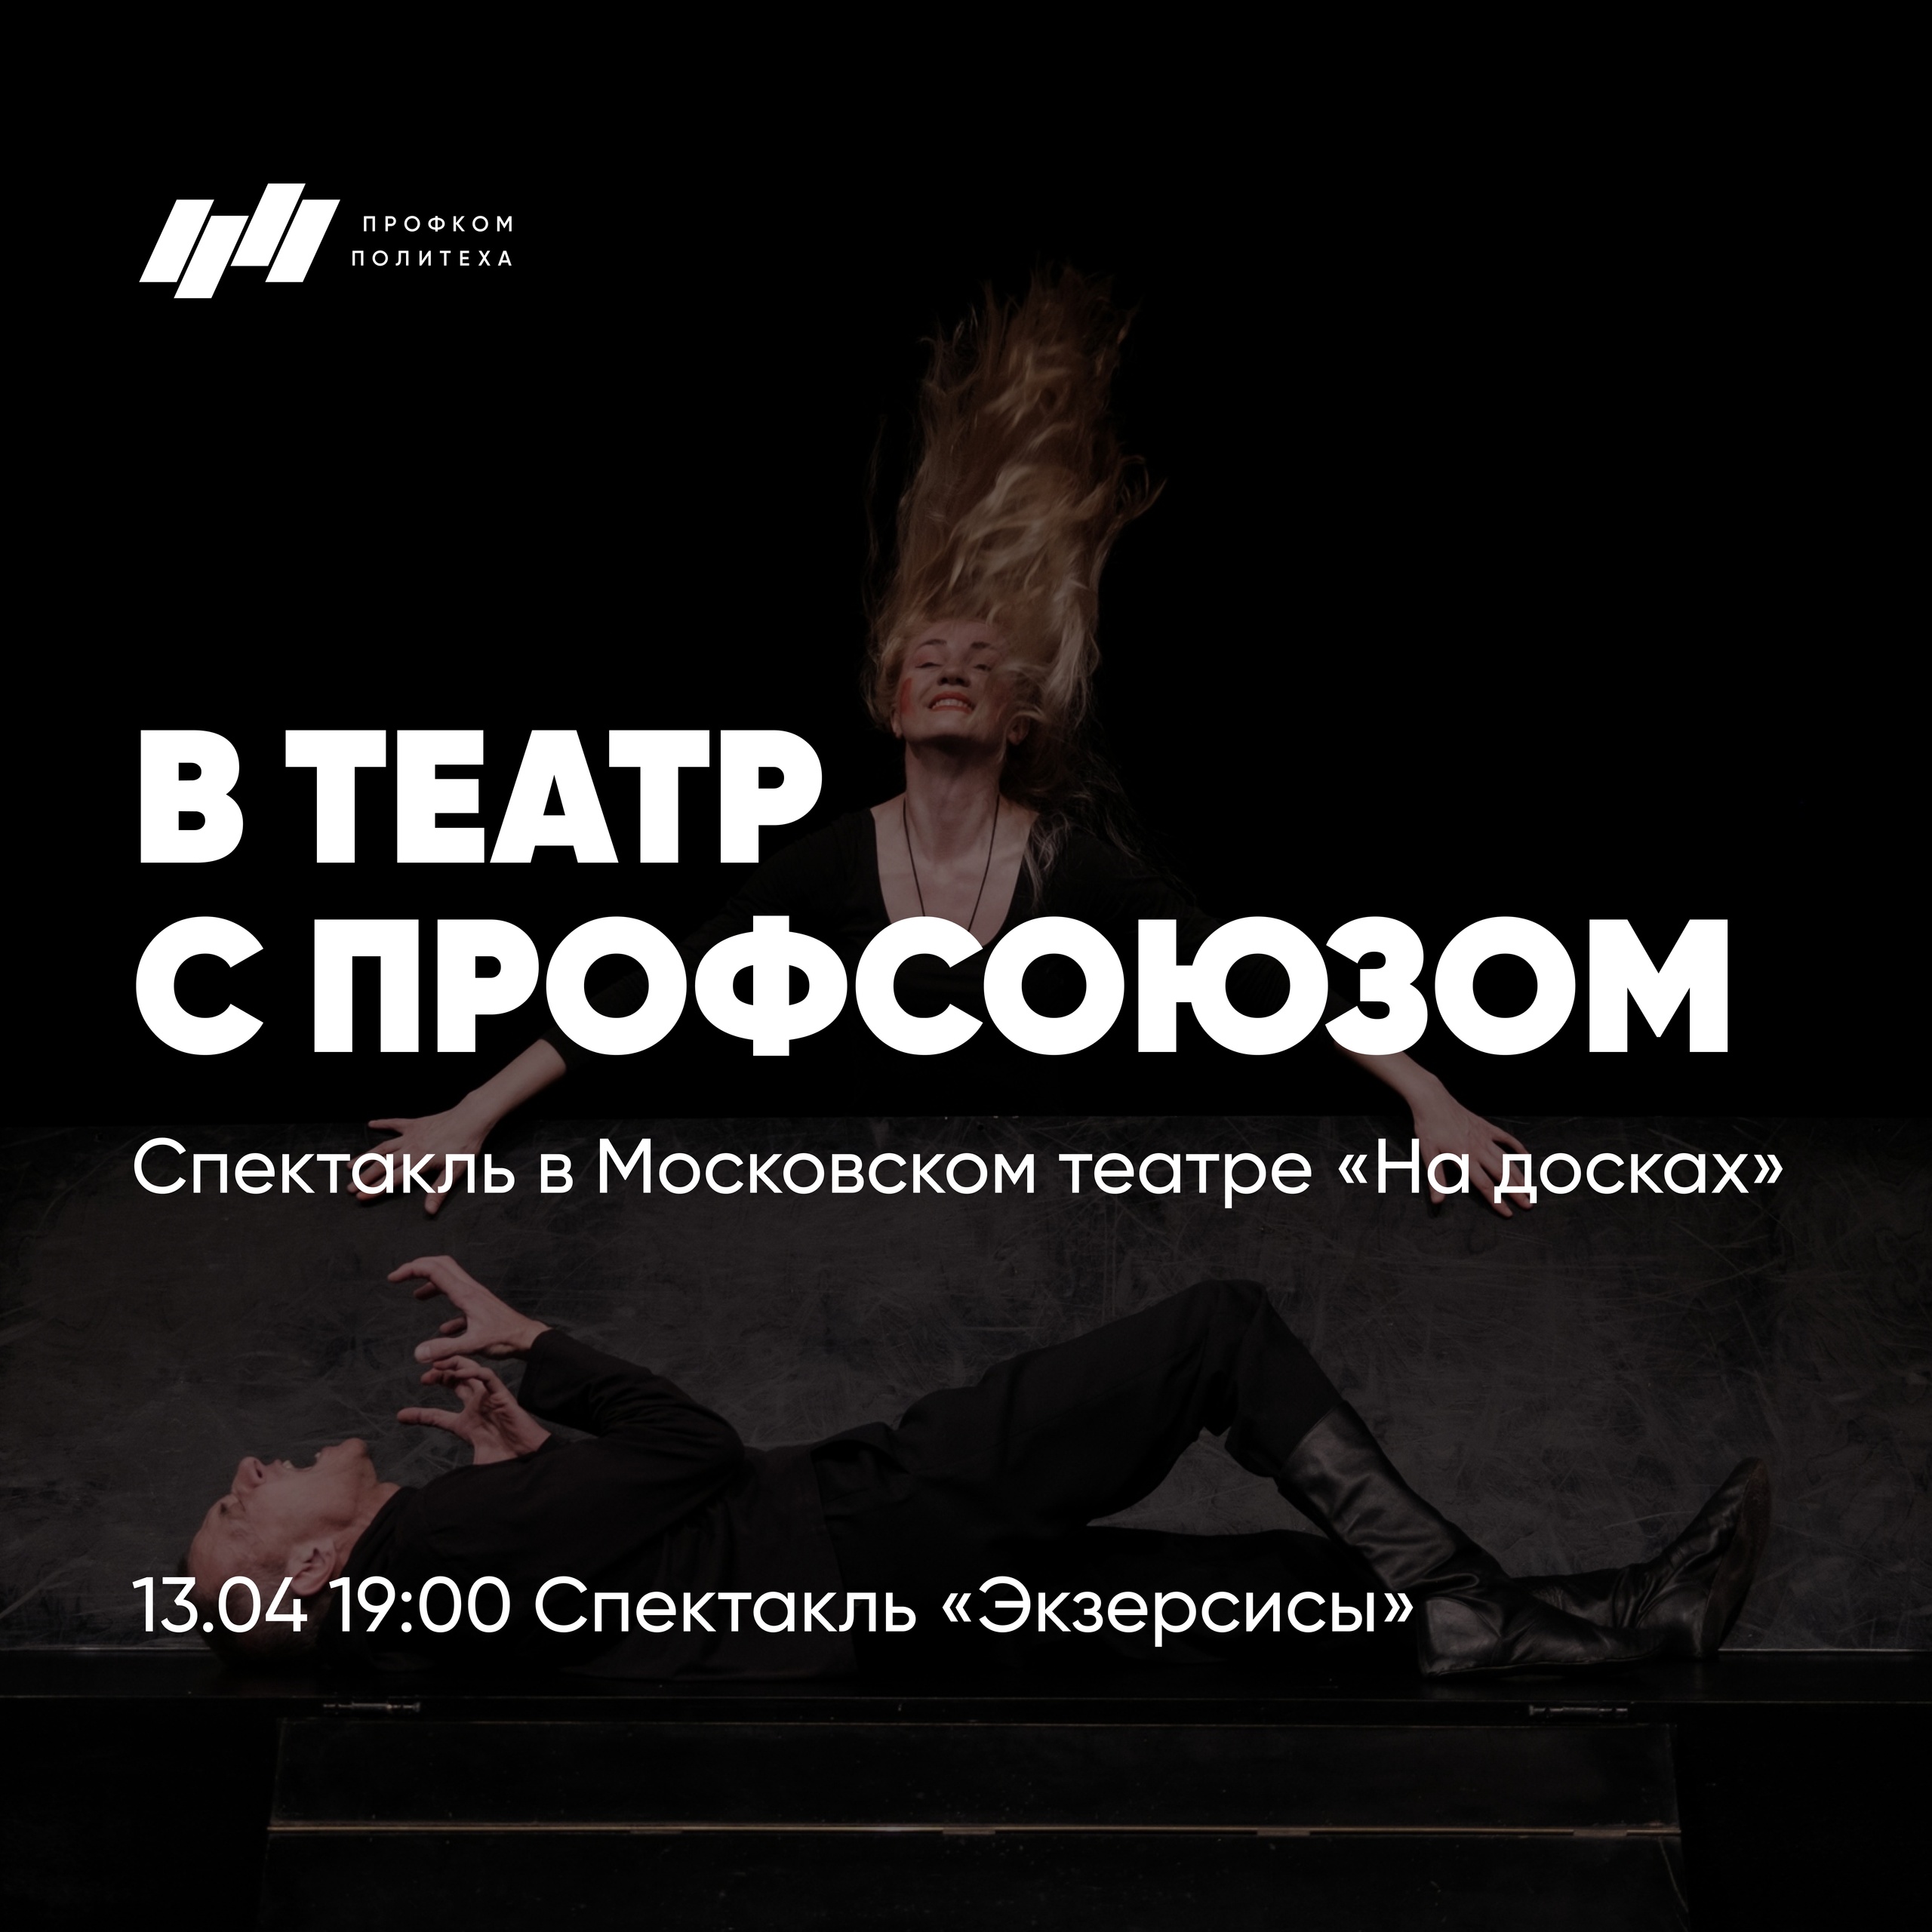 ПРОФКОМ
ПОЛИТЕХА
В ТЕАТР
С ПРОФСОЮЗОМ
Спектакль в Московском театре «На досках»
13.04 19:00 Спектакль «Экзерсисы»